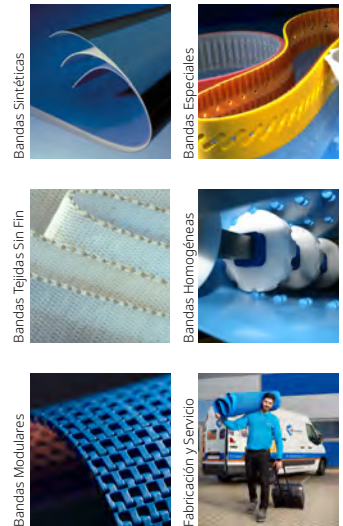 Bandas Sintéticas
Bandas Especiales
Bandas Tejidas Sin Fin
Bandas Homogéneas
Bandas Modulares
Fabricación y Servicio